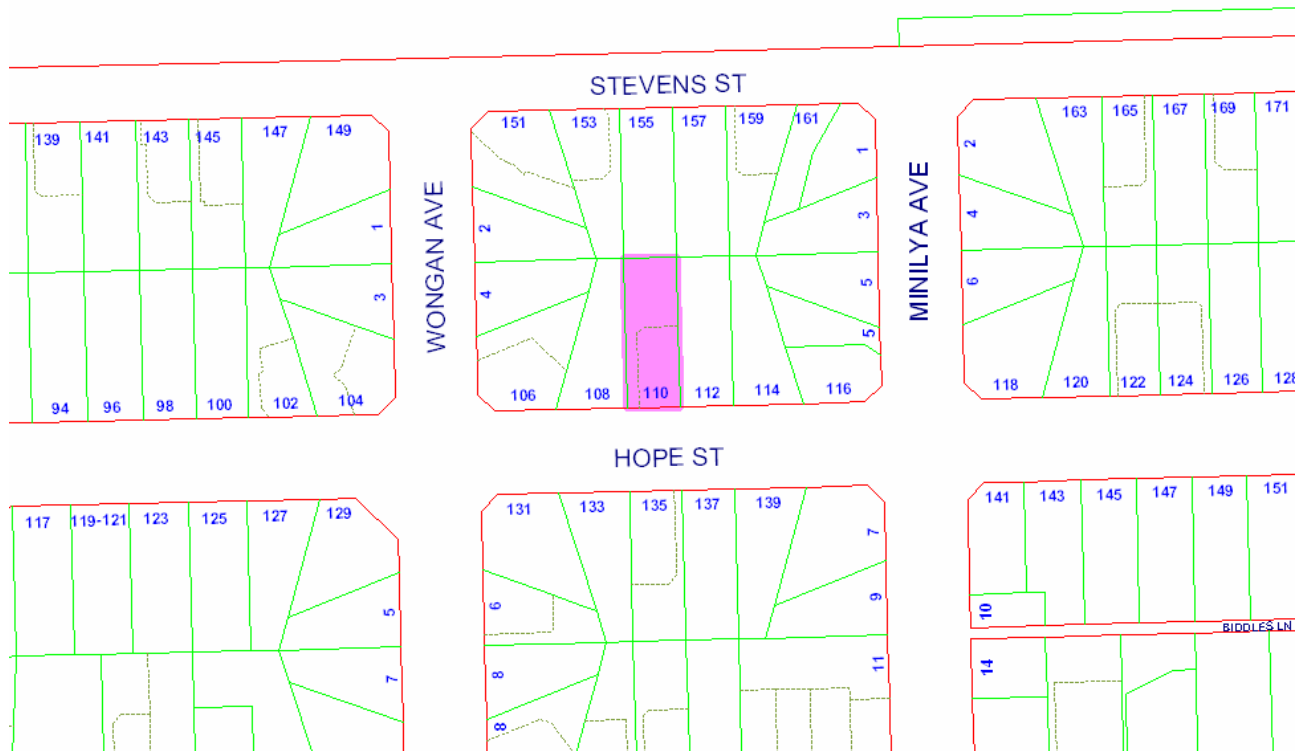 STEVENS ST
139 141 143 145 147 149
151 153 155 157 159 161
163 165 167 169 171
1
2
1
3
2
4
WONGAN AVE
MINILYA AVE
3
4
5
5
6
94 96 98 100 102 104
106 108 110 112 114 116
118 120 122 124 126 128
HOPE ST
117 119-121 123 125 127 129
131 133 135 137 139
141 143 145 147 149 151
5
6
7
9
10
BIDDLES LN
7
8
8
11
14